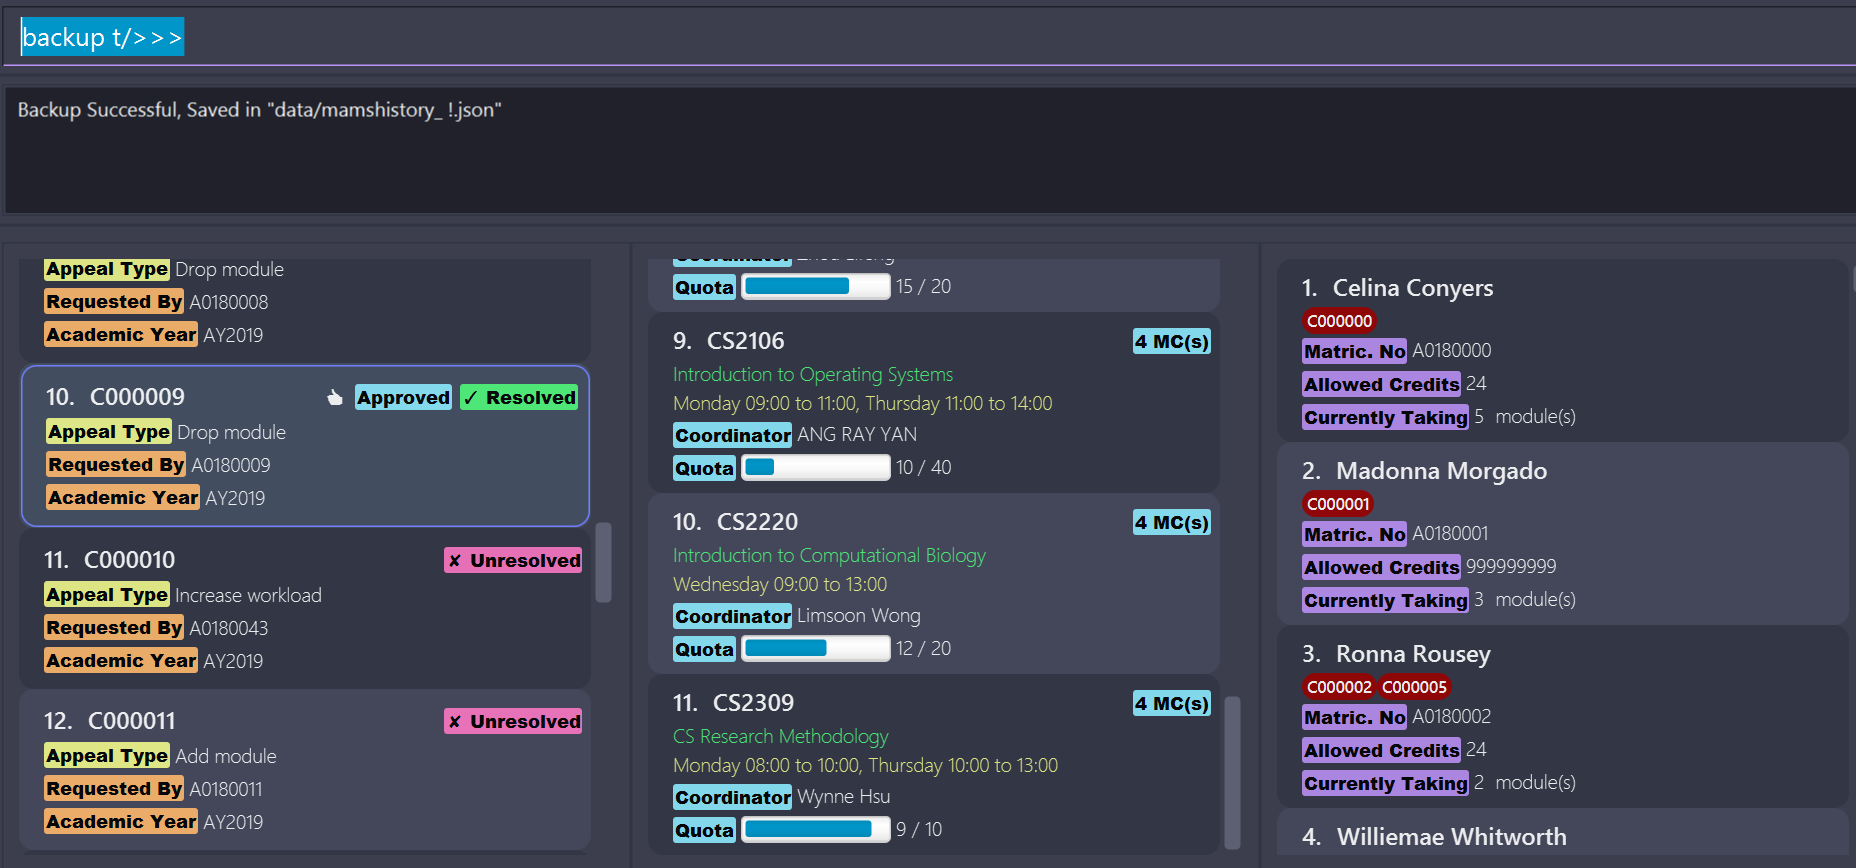 backup t/>>>
Backup Successful, Saved in "data/mamshistory_ !.json"
Appeal Type Drop module
Requested By A0180008
Academic Year AY2019
10. C000009 Approved ✓ Resolved
Appeal Type Drop module
Requested By A0180009
Academic Year AY2019
11. C000010 ✘ Unresolved
Appeal Type Increase workload
Requested By A0180043
Academic Year AY2019
12. C000011 ✘ Unresolved
Appeal Type Add module
Requested By A0180011
Academic Year AY2019
Coordinator
Quota 15 / 20
9. CS2106 4 MC(s)
Introduction to Operating Systems
Monday 09:00 to 11:00, Thursday 11:00 to 14:00
Coordinator ANG RAY YAN
Quota 10 / 40
10. CS2220 4 MC(s)
Introduction to Computational Biology
Wednesday 09:00 to 13:00
Coordinator Limsoon Wong
Quota 12 / 20
11. CS2309 4 MC(s)
CS Research Methodology
Monday 08:00 to 10:00, Thursday 10:00 to 13:00
Coordinator Wynne Hsu
Quota 9 / 10
1. Celina Conyers
C000000
Matric. No A0180000
Allowed Credits 24
Currently Taking 5 module(s)
2. Madonna Morgado
C000001
Matric. No A0180001
Allowed Credits 999999999
Currently Taking 3 module(s)
3. Ronna Rousey
C000002 C000005
Matric. No A0180002
Allowed Credits 24
Currently Taking 2 module(s)
4. Williemae Whitworth